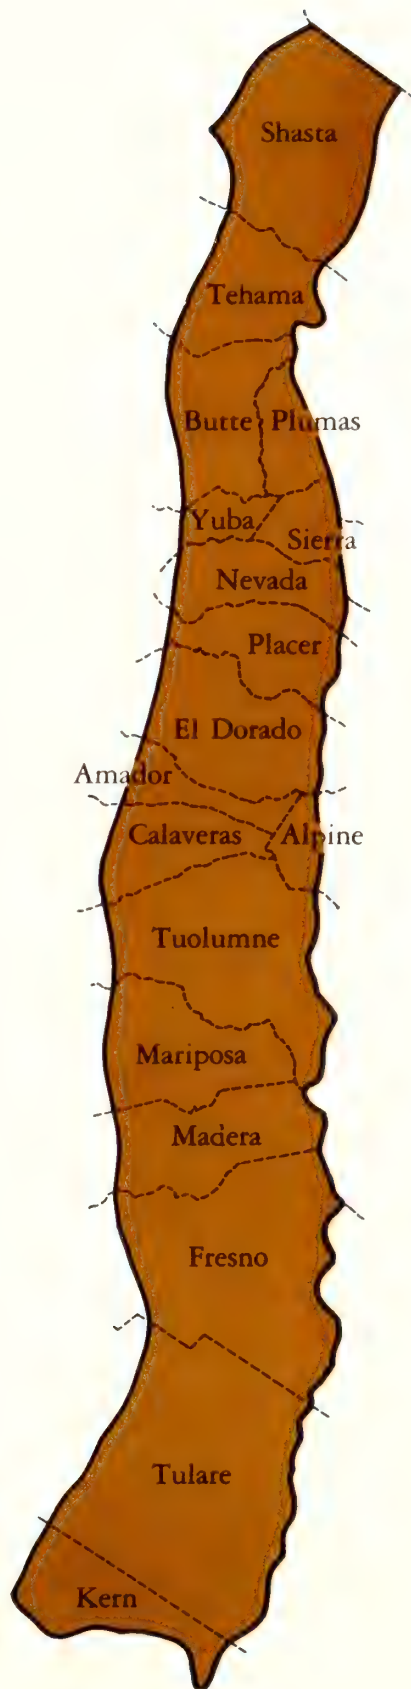 Shasta
Tehama
Butte
Plumas
Yuba
Sierra
Nevada
Placer
El Dorado
Amador
Calaveras
Alpine
Tuolumne
Mariposa
Madera
Fresno
Tulare
Kern